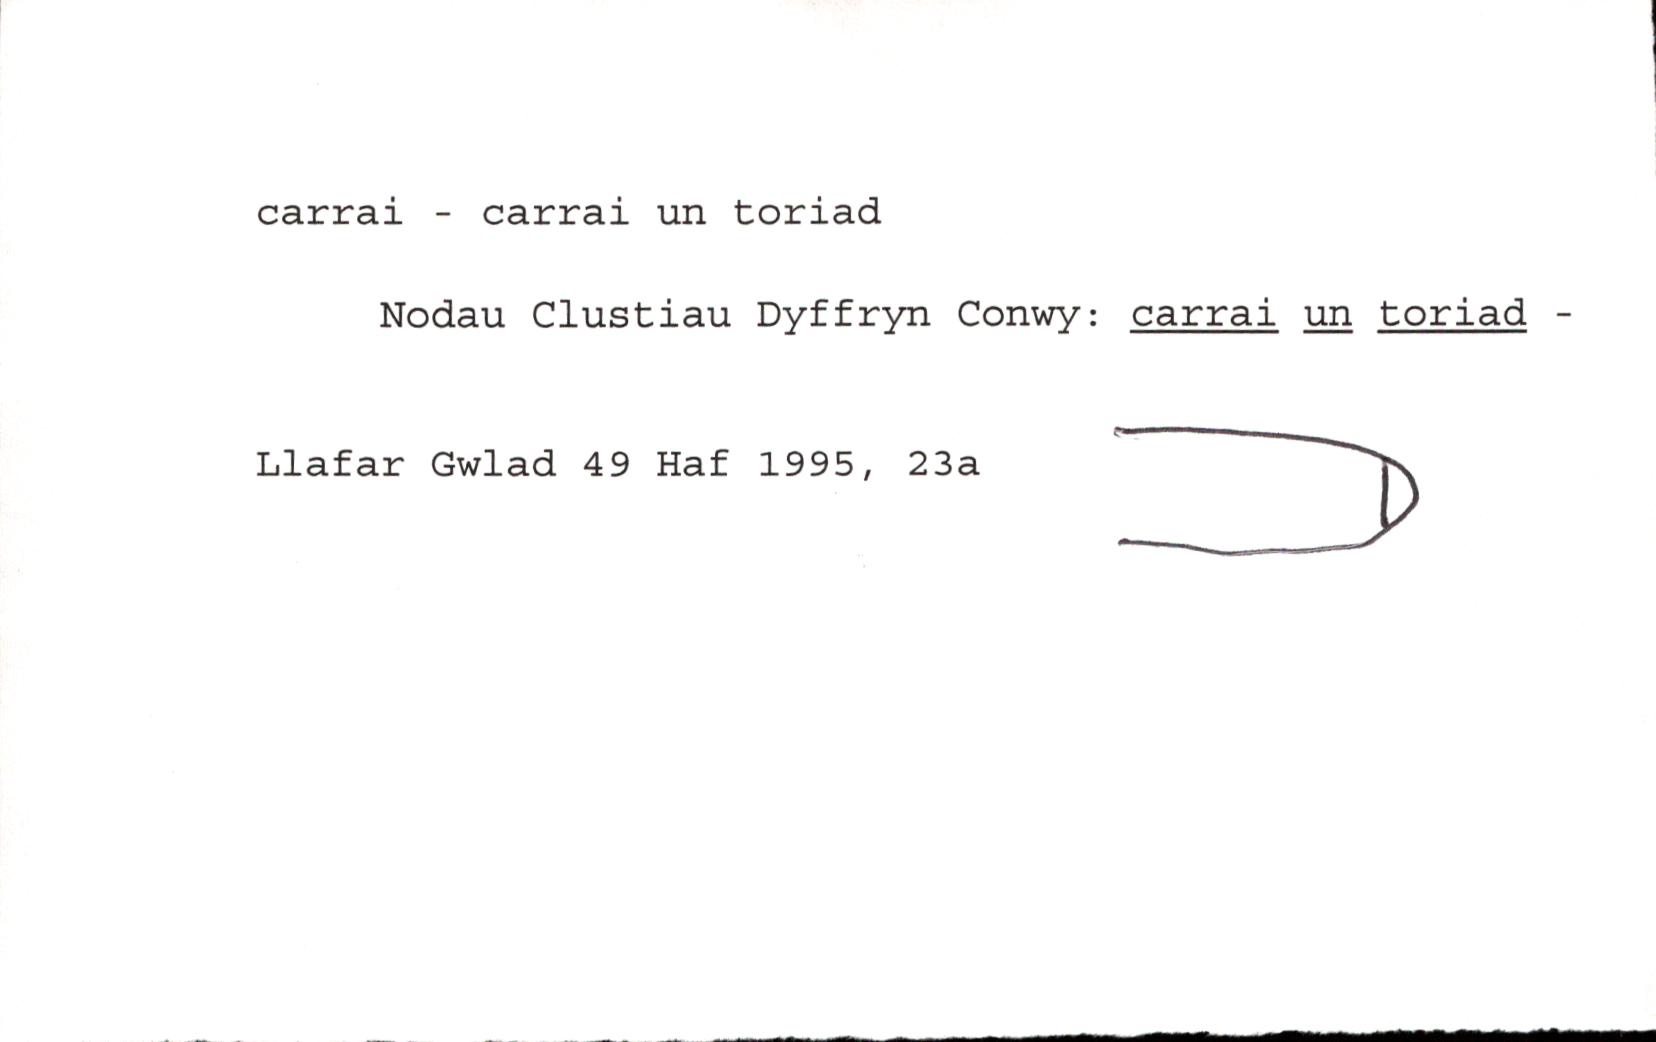 carrai - carrai un toriad
Nodau Clustiau Dyffryn Conwy: carrai un toriad -
Llafar Gwlad 49 Haf 1995, 23a